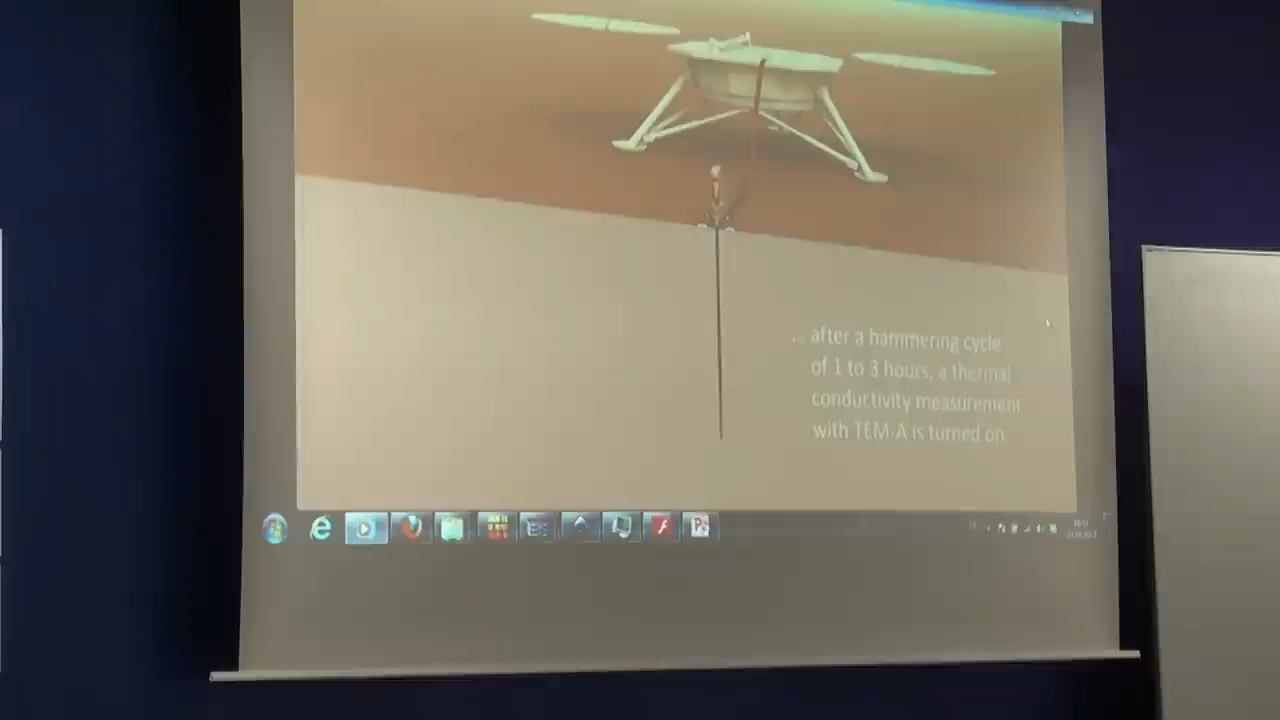 ... after a hammering cycle
of 1 to 3 hours, a thermal
conductivity measurement
with TEM-A is turned on